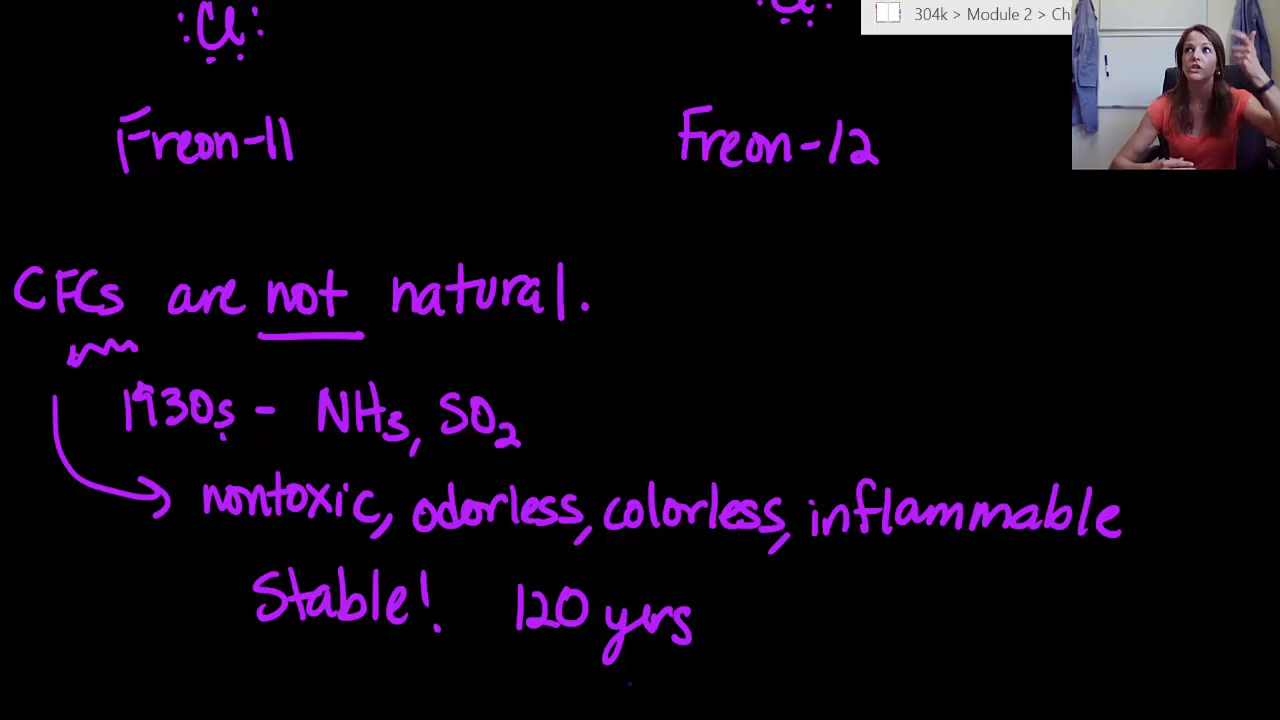 :Cl:
Cl
304k > Module 2 > Ch
Freon-11
Freon-12
CFCs are not natural.
1930s - NH3, SO2
nontoxic, odorless, colorless, inflammable
Stable! 120 yrs